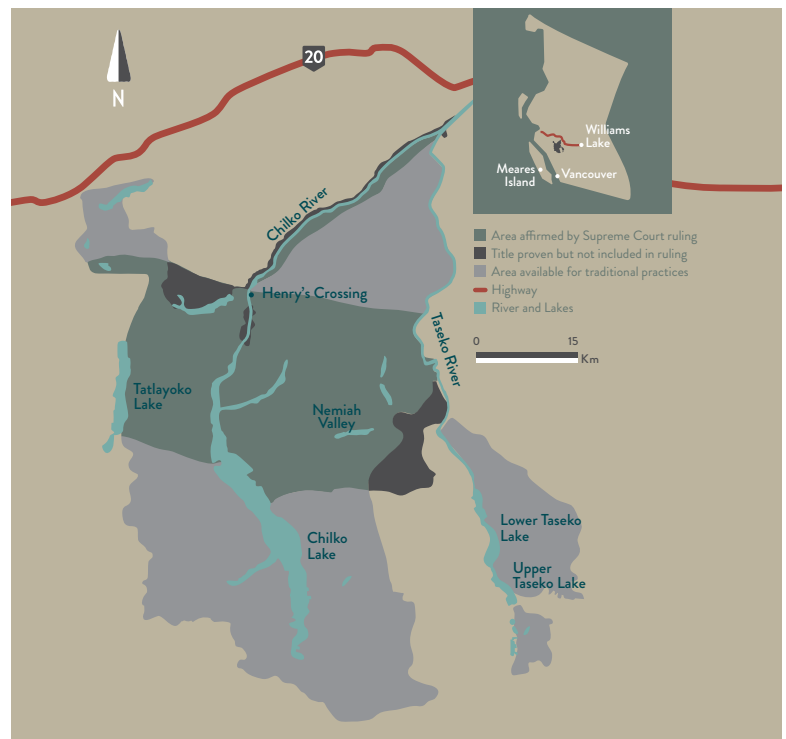 20
N
Williams
Lake
Meares
Island
Vancouver
Chilko River
Area affirmed by Supreme Court ruling
Title proven but not included in ruling
Area available for traditional practices
Highway
River and Lakes
Henry's Crossing
Taseko River
0 15
Km
Tatlayoko
Lake
Nemiah
Valley
Lower Taseko
Lake
Chilko
Lake
Upper
Taseko Lake